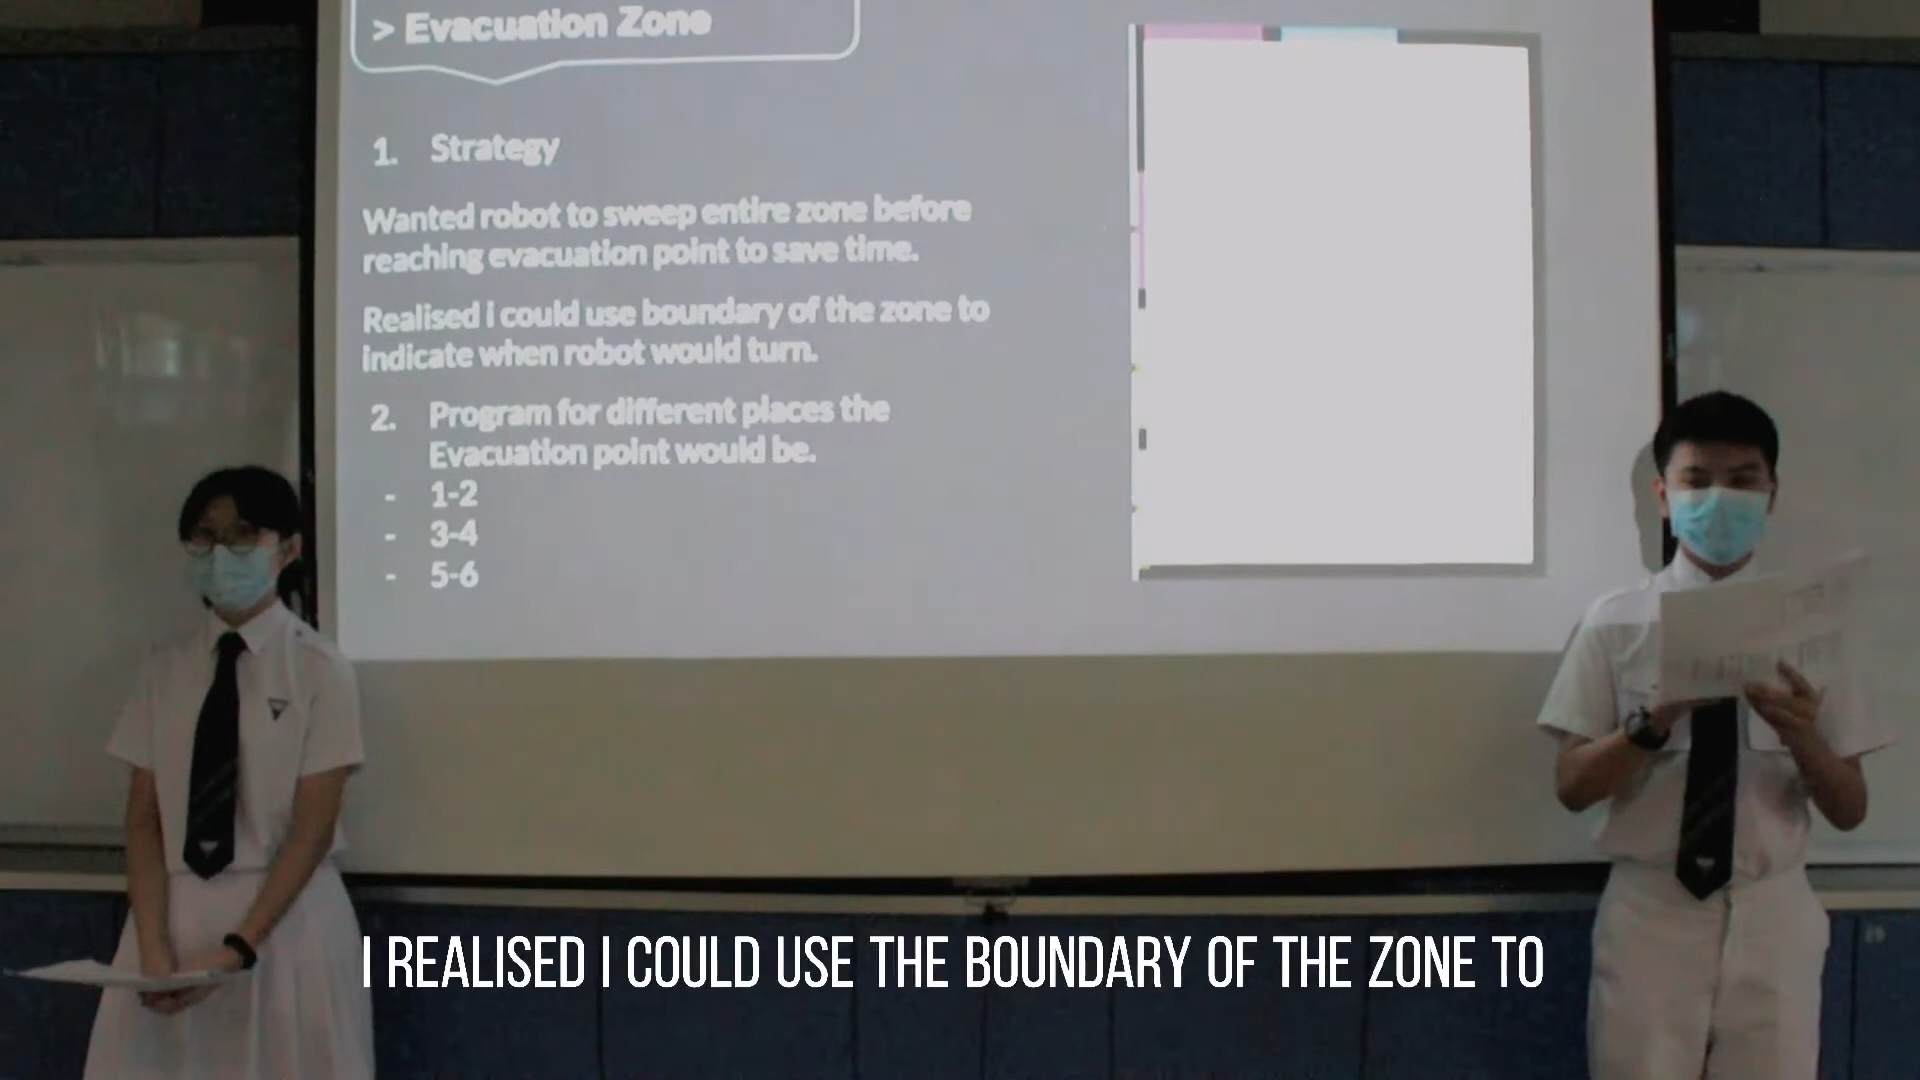 > Evacuation Zone
1. Strategy
Wanted robot to sweep entire zone before
reaching evacuation point to save time.
Realised i could use boundary of the zone to
indicate when robot would turn.
2. Program for different places the
Evacuation point would be.
- 1-2
- 3-4
- 5-6
I REALISED I COULD USE THE BOUNDARY OF THE ZONE TO